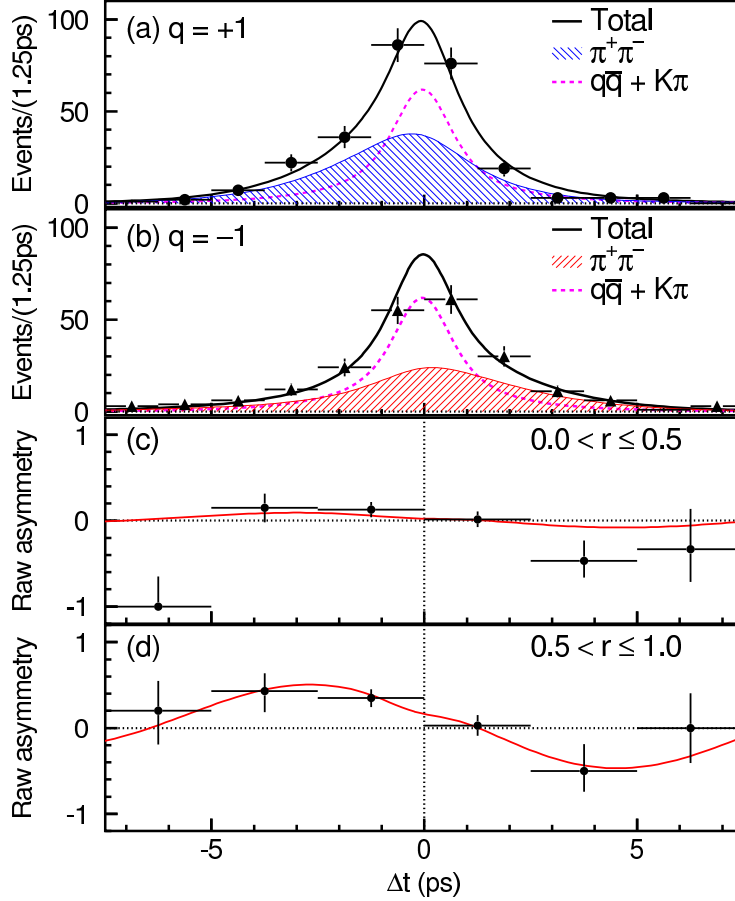 (a) q = +1
Total
π⁺π⁻
qq̅ + Kπ
Events/(1.25ps)
100
50
0
(b) q = −1
Total
π⁺π⁻
qq̅ + Kπ
Events/(1.25ps)
100
50
0
(c)
0.0 < r ≤ 0.5
Raw asymmetry
1
0
-1
(d)
0.5 < r ≤ 1.0
Raw asymmetry
1
0
-1
-5 0 5
Δt (ps)